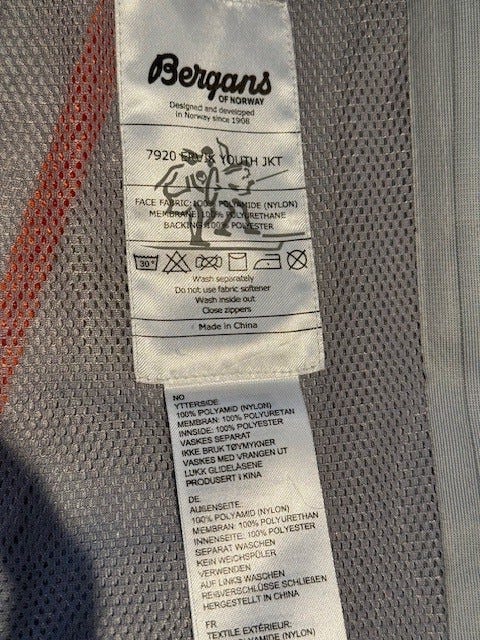 Bergans
OF NORWAY
Designed and developed
in Norway since 1908
7920 YOUTH JKT
FACE FABRIC: 100% POLYAMIDE (NYLON)
MEMBRANE: 100% POLYURETHANE
BACKING: 100% POLYESTER
30°
Wash separately
Do not use fabric softener
Wash inside out
Close zippers
Made in China
NO
YTTERSIDE:
100% POLYAMID (NYLON)
MEMBRAN: 100% POLYURETAN
INNSIDE: 100% POLYESTER
VASKES SEPARAT
IKKE BRUK TØYMYKNER
VASKES MED VRANGEN UT
LUKK GLIDELÅSENE
PRODUSERT I KINA
DE
AUßENSEITE:
100% POLYAMID (NYLON)
MEMBRAN: 100% POLYURETHAN
INNENSEITE: 100% POLYESTER
SEPARAT WASCHEN
KEIN WEICHSPÜLER
VERWENDEN
AUF LINKS WASCHEN
REIßVERSCHLÜSSE SCHLIEßEN
HERGESTELLT IN CHINA
FR
TEXTILE EXTÉRIEUR:
(NYLON)